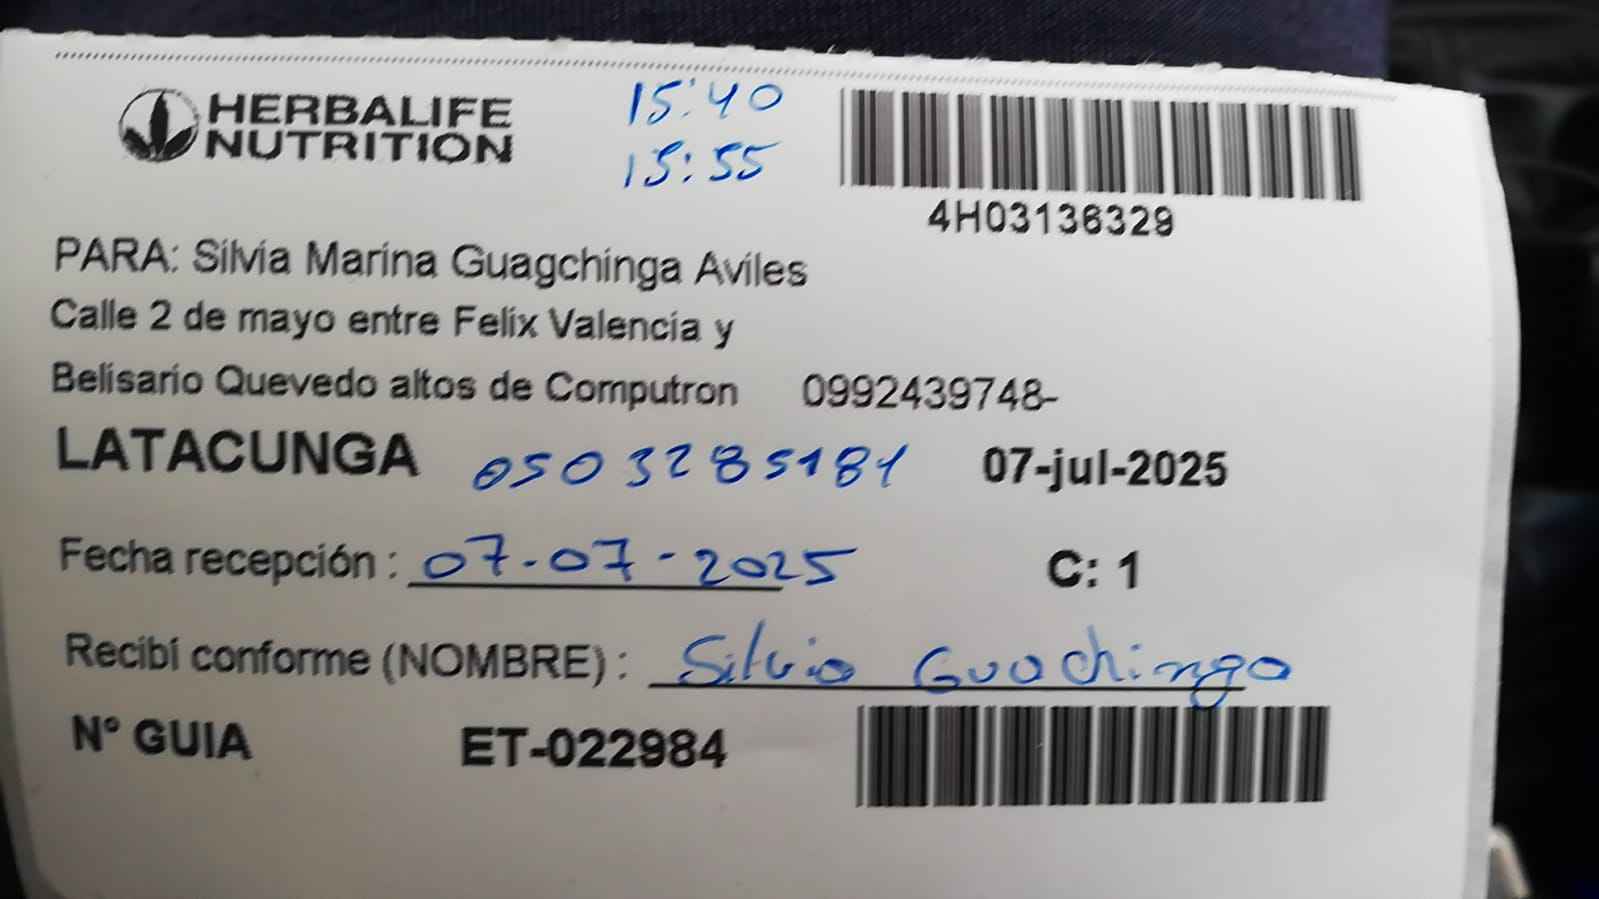 HERBALIFE
NUTRITION
15:40
15:55
4H03136329
PARA: Silvia Marina Guagchinga Aviles
Calle 2 de mayo entre Felix Valencia y
Belisario Quevedo altos de Computron 0992439748-
LATACUNGA 0503285181 07-jul-2025
Fecha recepción : 07-07-2025 C: 1
Recibí conforme (NOMBRE) : Silvia Guachinga
Nº GUIA ET-022984